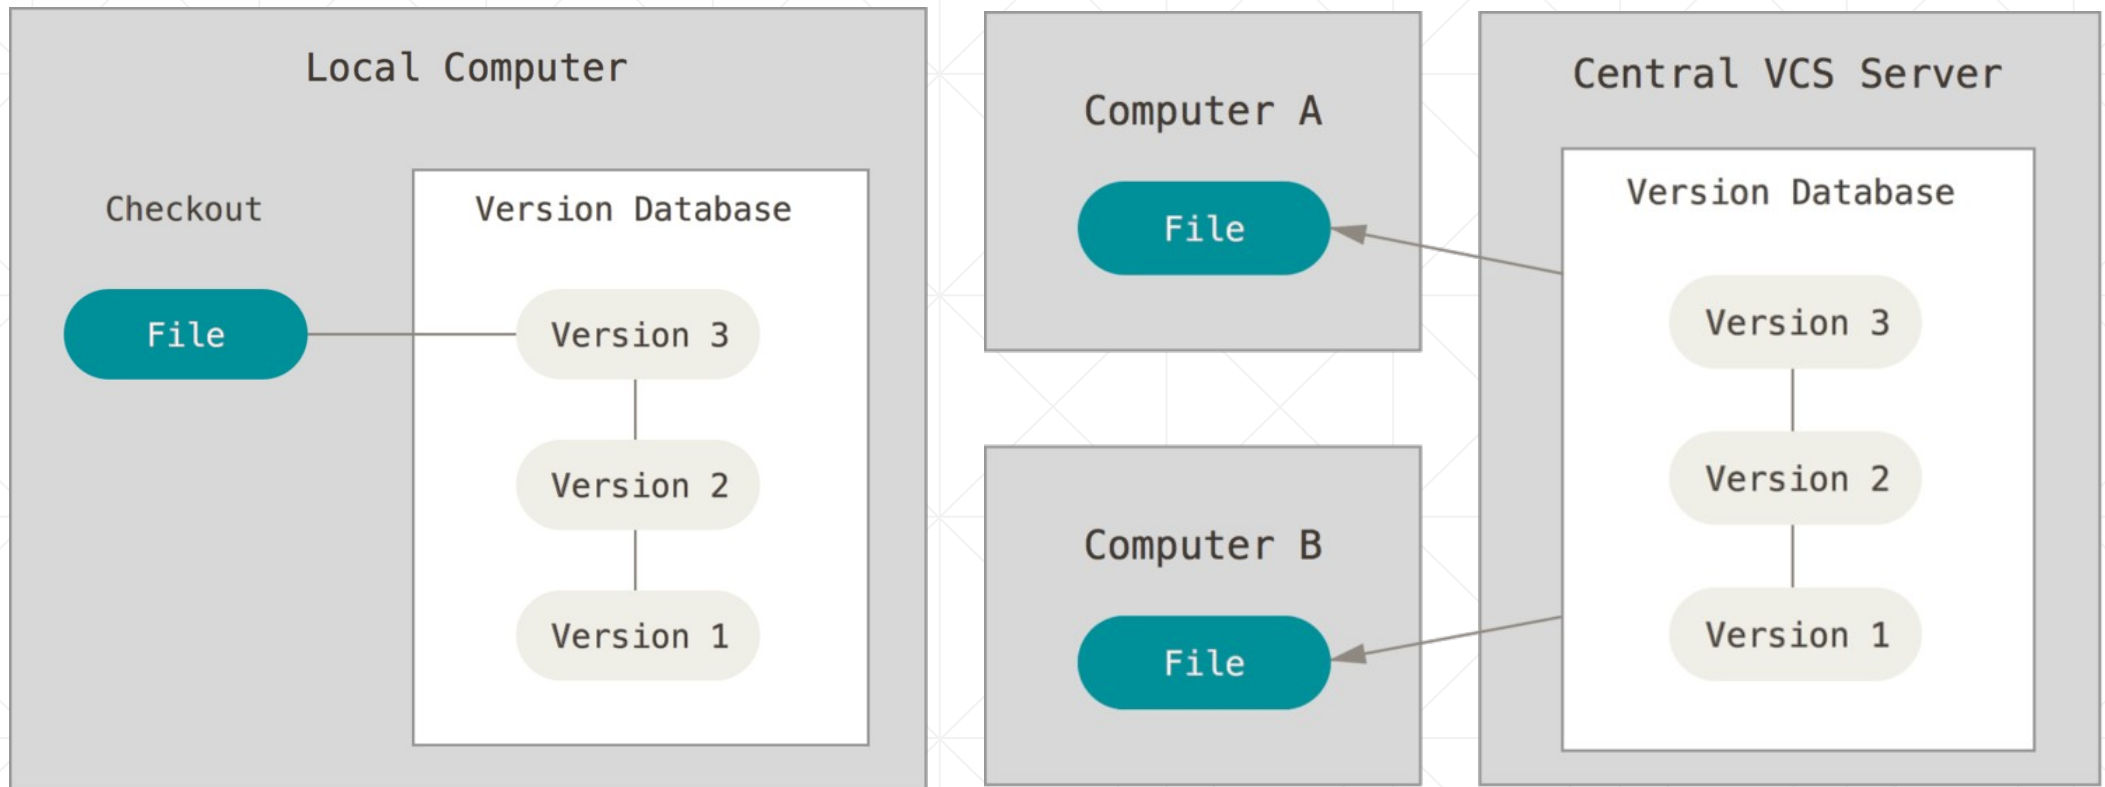 Local Computer
Checkout
Version Database
File
Version 3
Version 2
Version 1
Computer A
File
Computer B
File
Central VCS Server
Version Database
Version 3
Version 2
Version 1